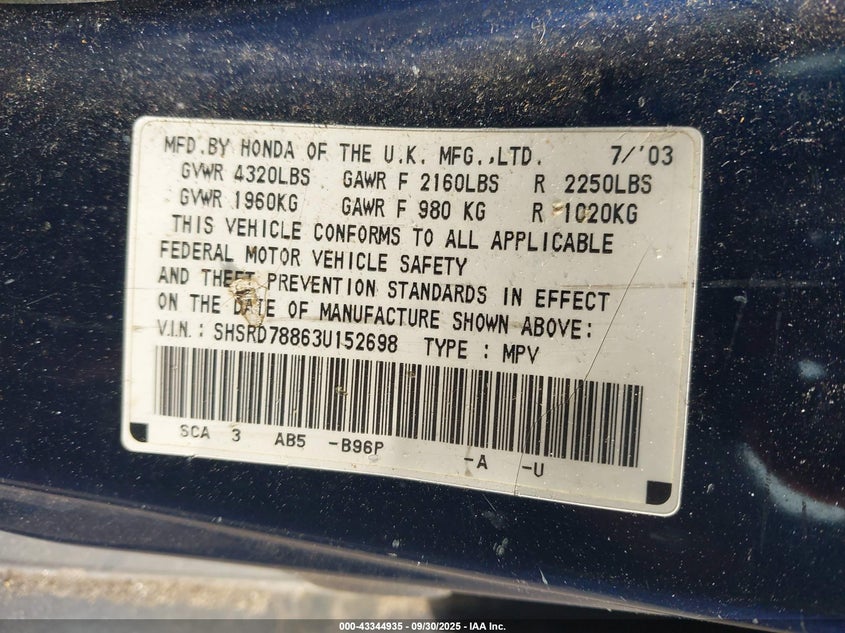 MFD.BY HONDA OF THE U.K. MFG.,LTD. 7/'03
GVWR 4320LBS GAWR F 2160LBS R 2250LBS
GVWR 1960KG GAWR F 980 KG R 1020KG
THIS VEHICLE CONFORMS TO ALL APPLICABLE
FEDERAL MOTOR VEHICLE SAFETY
AND THEFT PREVENTION STANDARDS IN EFFECT
ON THE DATE OF MANUFACTURE SHOWN ABOVE:
V.I.N.: SHSRD78863U152698 TYPE : MPV
SCA 3 AB5 -B96P -A -U
000-43344935 - 09/30/2025 - IAA Inc.